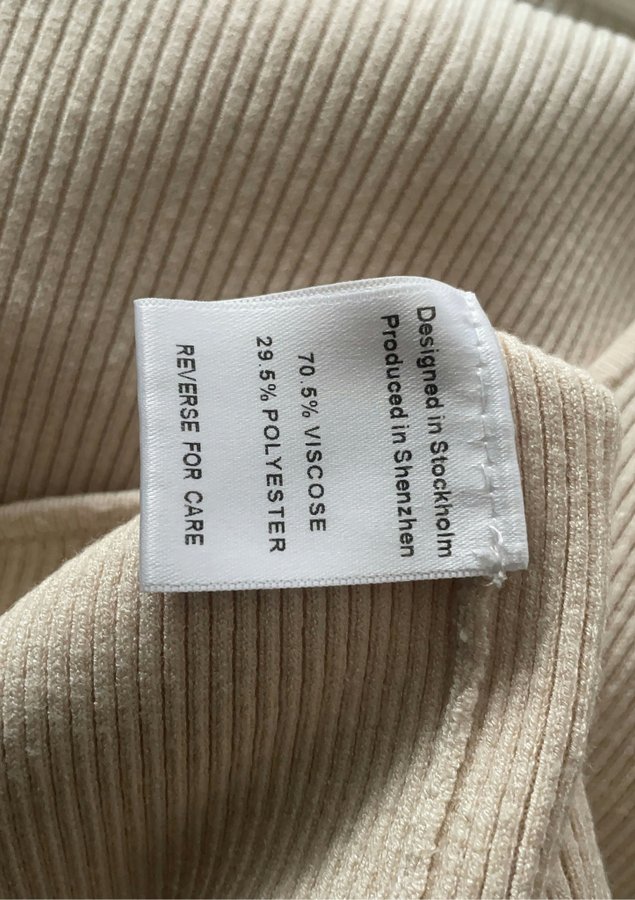 Designed in Stockholm
Produced in Shenzhen
70.5% VISCOSE
29.5% POLYESTER
REVERSE FOR CARE